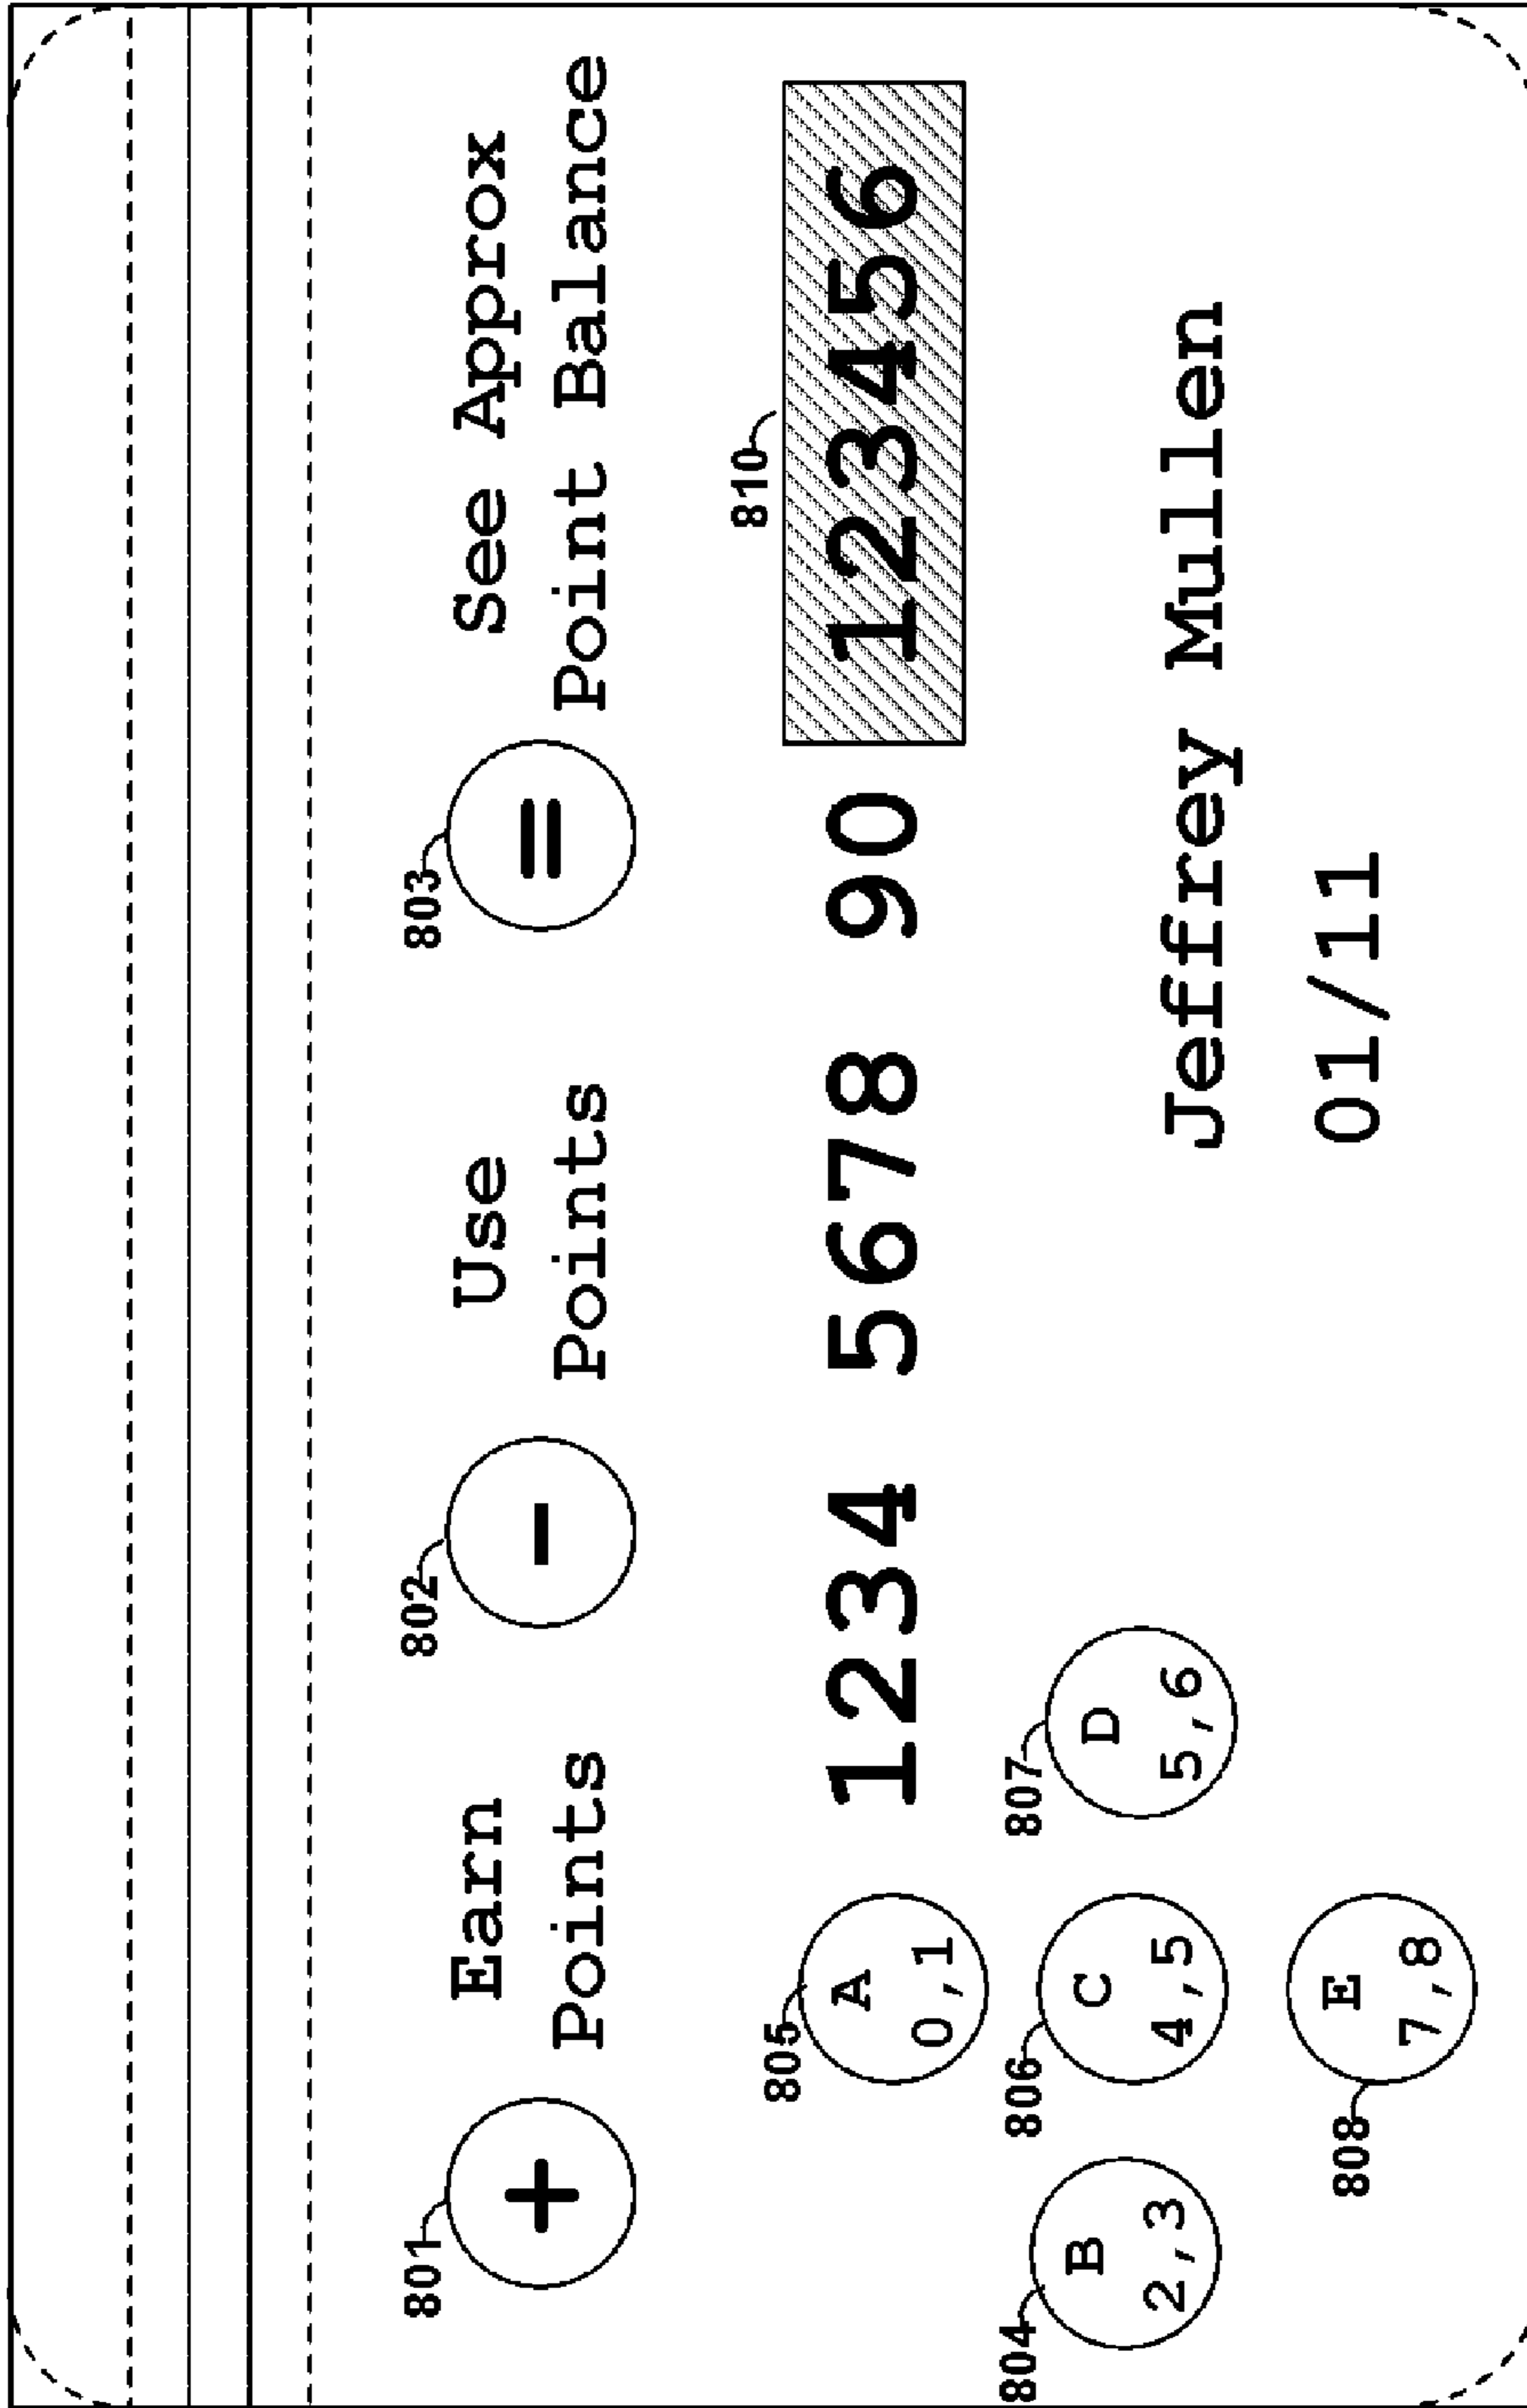 801 802 803
+ Earn - Use = See Approx
Points Points Point Balance
810
805
1234 5678 90 123456
A
0,1
804 806 807
B C D
2,3 4,5 5,6
Jeffrey Mullen
808
E
7,8
01/11